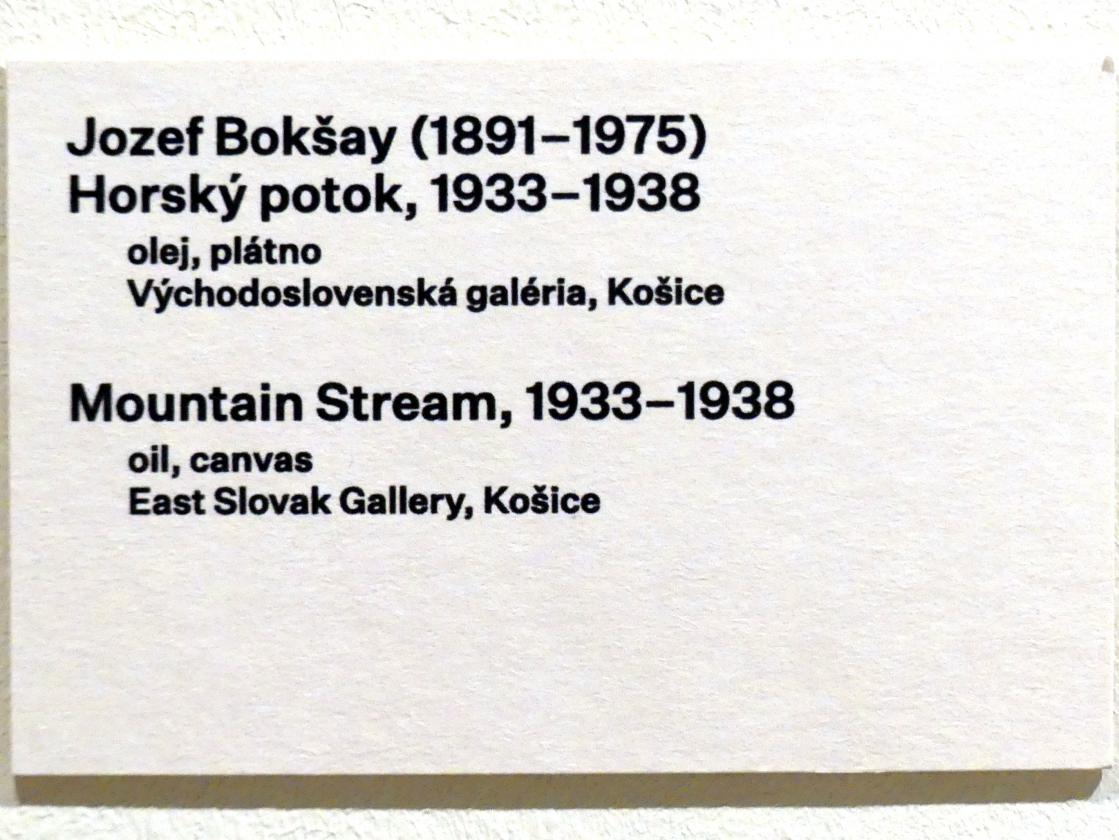 Jozef Bokšay (1891–1975)
Horský potok, 1933–1938
olej, plátno
Východoslovenská galéria, Košice
Mountain Stream, 1933–1938
oil, canvas
East Slovak Gallery, Košice